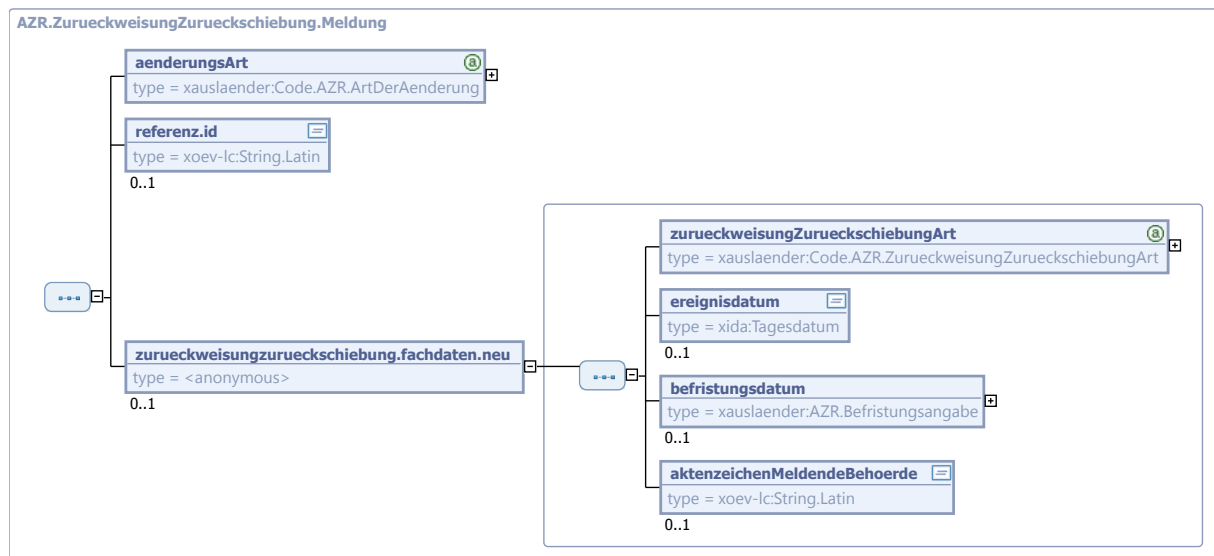 AZR.ZurueckweisungZurueckschiebung.Meldung
aenderungsArt
type = xauslaender:Code.AZR.ArtDerAenderung
referenz.id
type = xoev-lc:String.Latin
0..1
zurueckweisungzurueckschiebung.fachdaten.neu
type = <anonymous>
0..1
zurueckweisungZurueckschiebungArt
type = xauslaender:Code.AZR.ZurueckweisungZurueckschiebungArt
ereignisdatum
type = xida:Tagesdatum
0..1
befristungsdatum
type = xauslaender:AZR.Befristungsangabe
0..1
aktenzeichenMeldendeBehoerde
type = xoev-lc:String.Latin
0..1